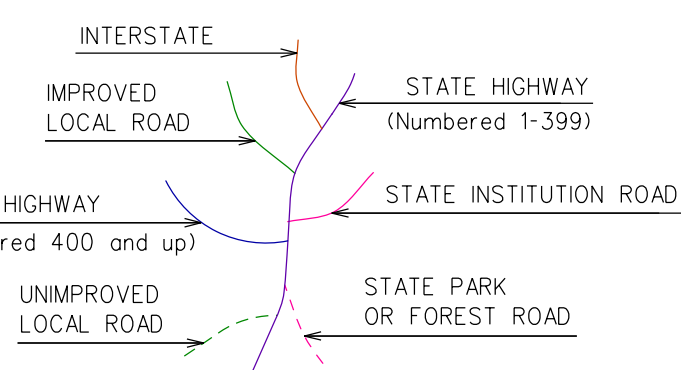 INTERSTATE
IMPROVED
LOCAL ROAD
STATE HIGHWAY
(Numbered 1-399)
HIGHWAY
400 and up)
STATE INSTITUTION ROAD
UNIMPROVED
LOCAL ROAD
STATE PARK
OR FOREST ROAD